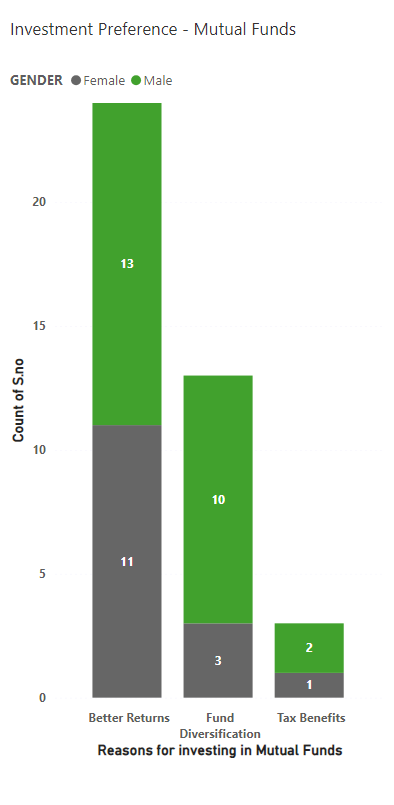 Investment Preference - Mutual Funds
GENDER Female Male
20
15
10
5
0
Count of S.no
13
11
10
3
2
1
Better Returns
Fund
Diversification
Tax Benefits
Reasons for investing in Mutual Funds